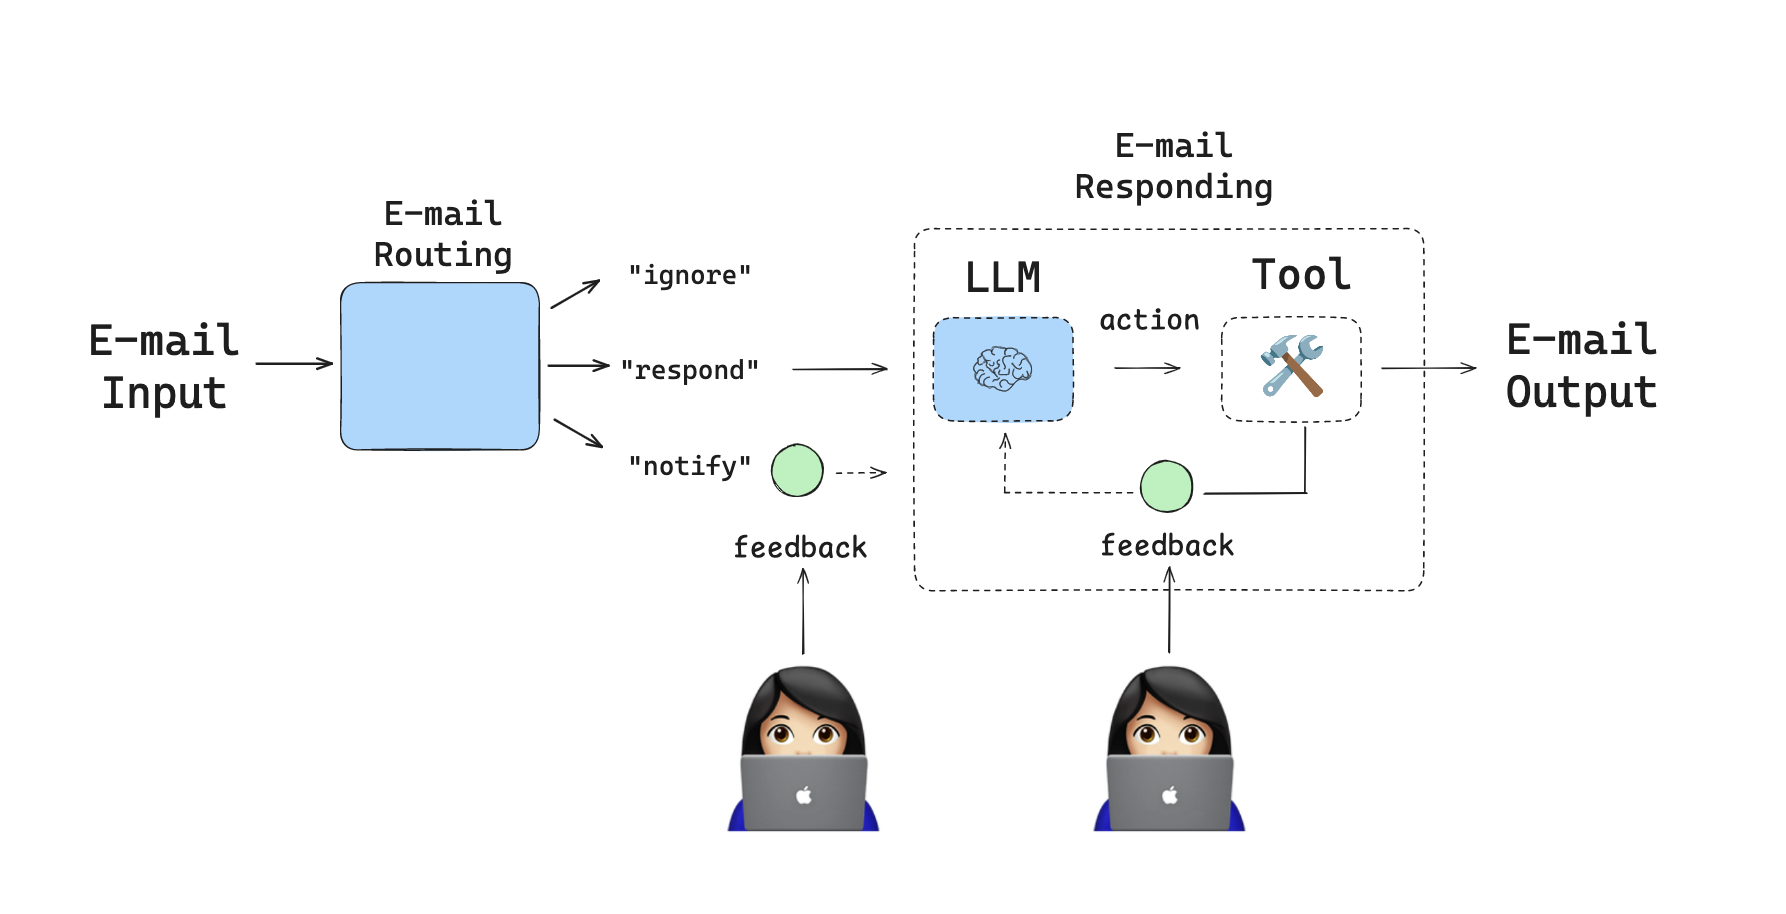 E-mail
Responding
E-mail
Routing
E-mail
Input
"ignore"
"respond"
"notify"
feedback
LLM
action
Tool
feedback
E-mail
Output